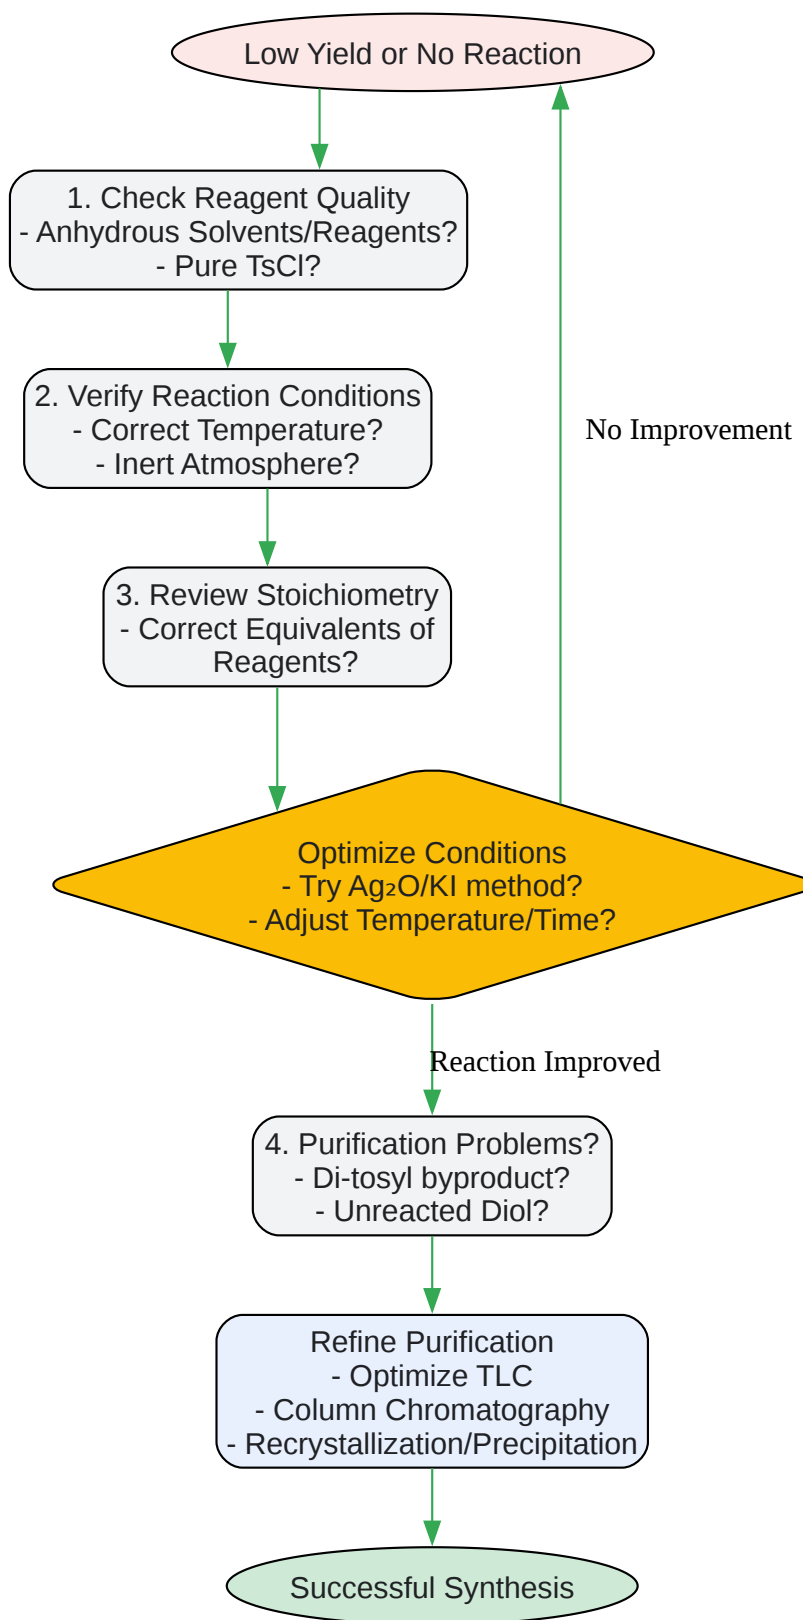 Low Yield or No Reaction
1. Check Reagent Quality
- Anhydrous Solvents/Reagents?
- Pure TsCl?
2. Verify Reaction Conditions
- Correct Temperature?
- Inert Atmosphere?
No Improvement
3. Review Stoichiometry
- Correct Equivalents of
Reagents?
Optimize Conditions
- Try Ag₂O/KI method?
- Adjust Temperature/Time?
Reaction Improved
4. Purification Problems?
- Di-tosyl byproduct?
- Unreacted Diol?
Refine Purification
- Optimize TLC
- Column Chromatography
- Recrystallization/Precipitation
Successful Synthesis